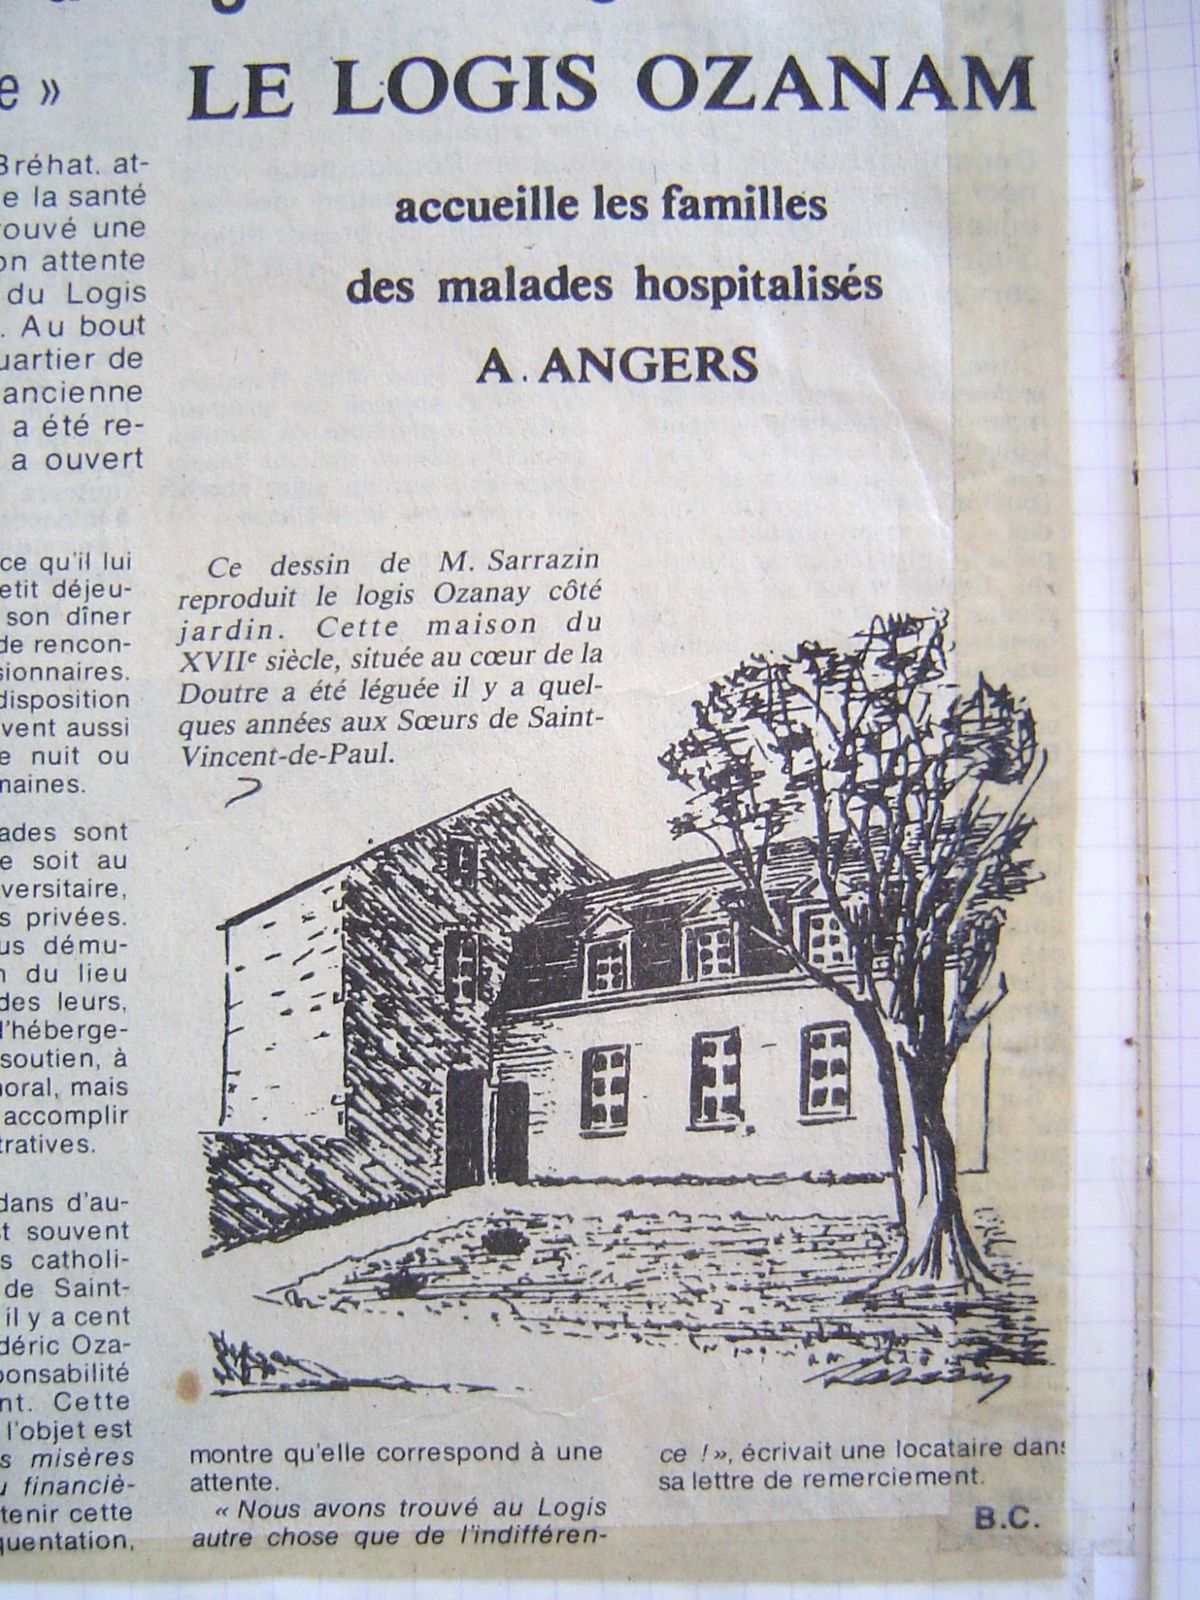 e »
Bréhat. at-
e la santé
rouvé une
on attente
du Logis
. Au bout
uartier de
ancienne
a été re-
a ouvert
ce qu'il lui
etit déjeu-
son dîner
de rencon-
sionnaires.
disposition
vent aussi
e nuit ou
naines.
ades sont
e soit au
versitaire,
s privées.
us dému-
n du lieu
des leurs,
l'héberge-
soutien, à
moral, mais
accomplir
tratives.
dans d'au-
st souvent
s catholi-
de Saint-
il y a cent
déric Oza-
ponsabilité
nt. Cette
l'objet est
s misères
u financiè-
tenir cette
quentation,
LE LOGIS OZANAM
accueille les familles
des malades hospitalisés
A ANGERS
Ce dessin de M. Sarrazin
reproduit le logis Ozanay côté
jardin. Cette maison du
XVIIe siècle, située au cœur de la
Doutre a été léguée il y a quel-
ques années aux Sœurs de Saint-
Vincent-de-Paul.
montre qu'elle correspond à une
attente.
« Nous avons trouvé au Logis
autre chose que de l'indifféren-
ce ! », écrivait une locataire dans
sa lettre de remerciement.
B.C.